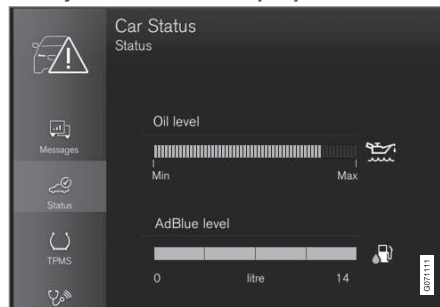 Car Status
Status
Messages
Status
TPMS
Oil level
Min Max
AdBlue level
0 litre 14
G071111